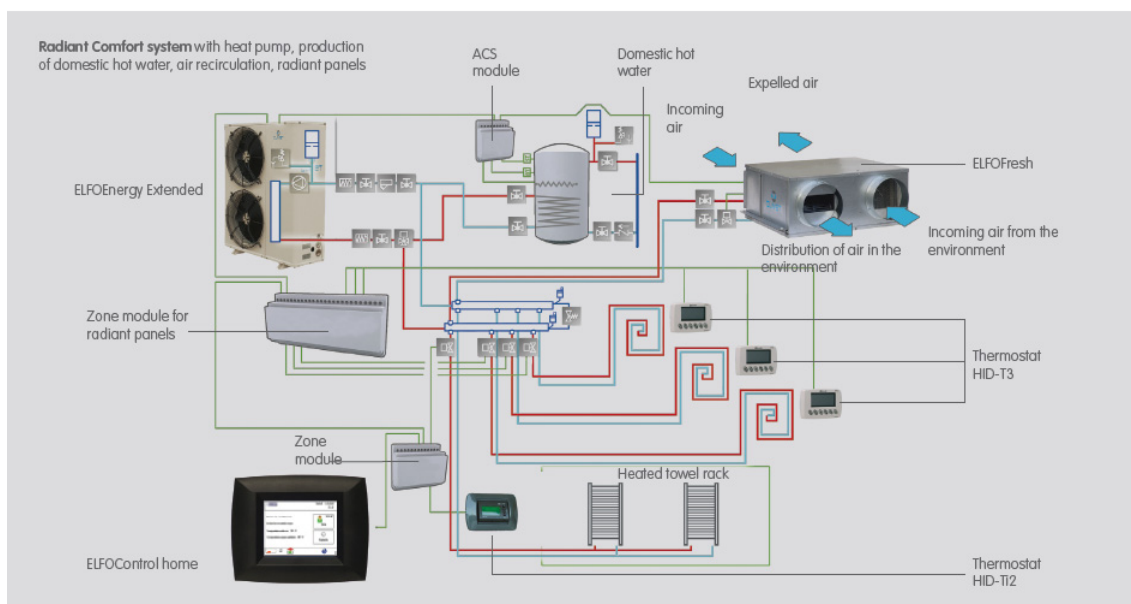 Radiant Comfort system with heat pump, production
of domestic hot water, air recirculation, radiant panels
ACS
module
Domestic hot
water
Expelled air
Incoming
air
ELFOFresh
ELFOEnergy Extended
Incoming air from the
environment
Distribution of air in the
environment
Zone module for
radiant panels
Thermostat
HID-T3
Zone
module
Heated towel rack
ELFOControl home
Thermostat
HID-Ti2